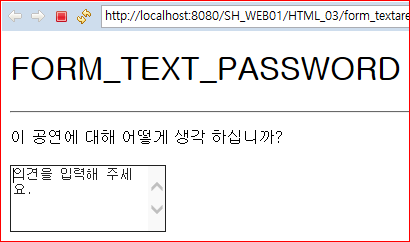 http://localhost:8080/SH_WEB01/HTML_03/form_textare
FORM_TEXT_PASSWORD
이 공연에 대해 어떻게 생각 하십니까?
의견을 입력해 주세
요.